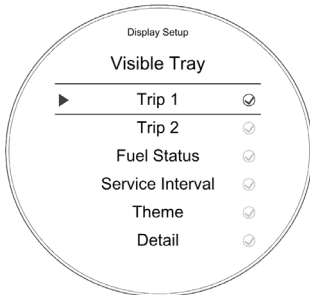 Display Setup
Visible Tray
Trip 1
Trip 2
Fuel Status
Service Interval
Theme
Detail